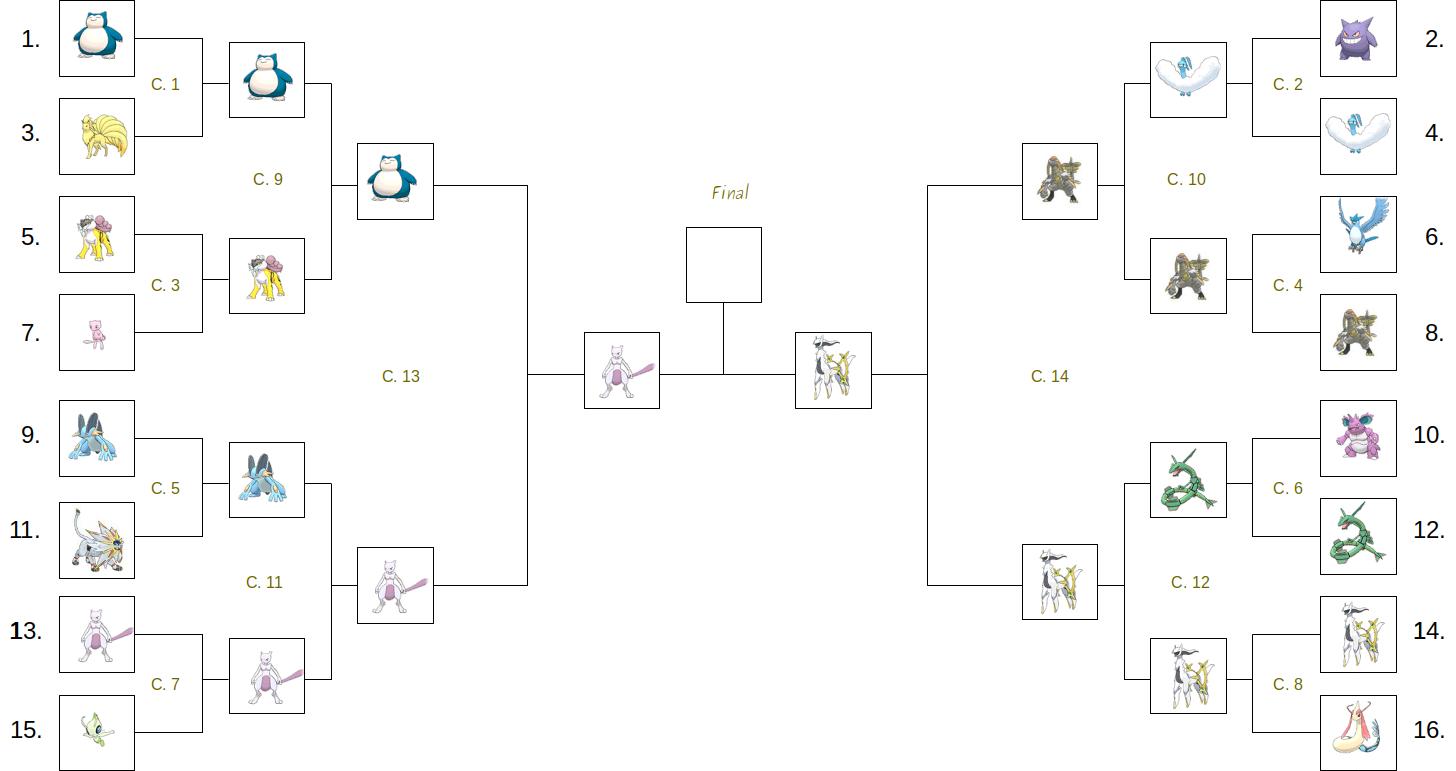 1.
2.
C. 1
C. 2
3.
4.
C. 9
Final
C. 10
5.
6.
C. 3
C. 4
7.
8.
C. 13
C. 14
9.
10.
C. 5
C. 6
11.
12.
C. 11
C. 12
13.
14.
C. 7
C. 8
15.
16.